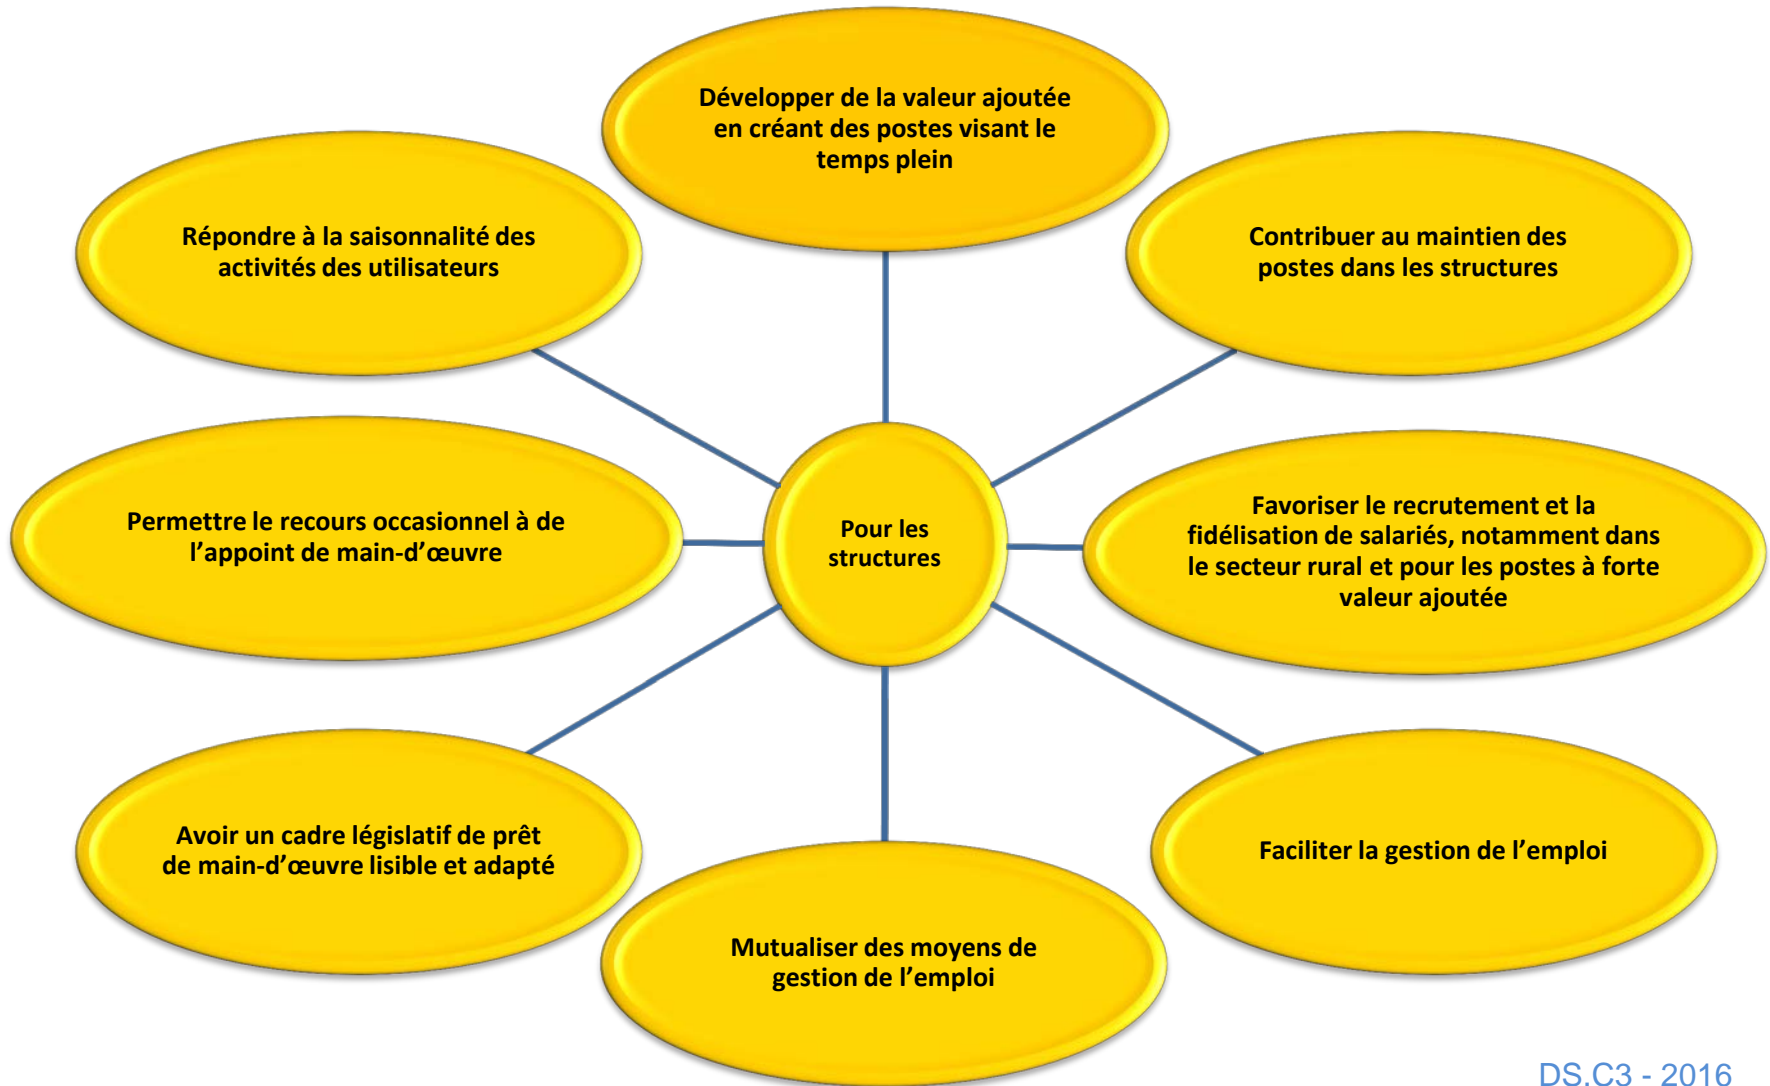 Développer de la valeur ajoutée
en créant des postes visant le
temps plein
Répondre à la saisonnalité des
activités des utilisateurs
Contribuer au maintien des
postes dans les structures
Permettre le recours occasionnel à de
l’appoint de main-d’œuvre
Pour les
structures
Favoriser le recrutement et la
fidélisation de salariés, notamment dans
le secteur rural et pour les postes à forte
valeur ajoutée
Avoir un cadre législatif de prêt
de main-d’œuvre lisible et adapté
Faciliter la gestion de l’emploi
Mutualiser des moyens de
gestion de l’emploi
DS.C3 - 2016